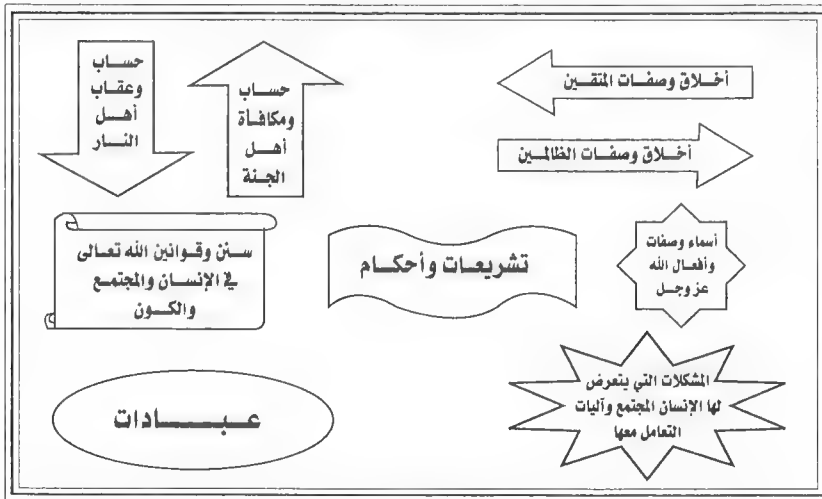 أخلاق وصفات المتقين
أخلاق وصفات الظالمين
حساب
ومكافأة
أهل
الجنة
حساب
وعقاب
أهل
النار
أسماء وصفات
وأفعال الله
عز وجل
تشريعات وأحكام
سنن وقوانين الله تعالى
في الإنسان والمجتمع
والكون
المشكلات التي يتعرض
لها الإنسان المجتمع وآليات
التعامل معها
عبادات